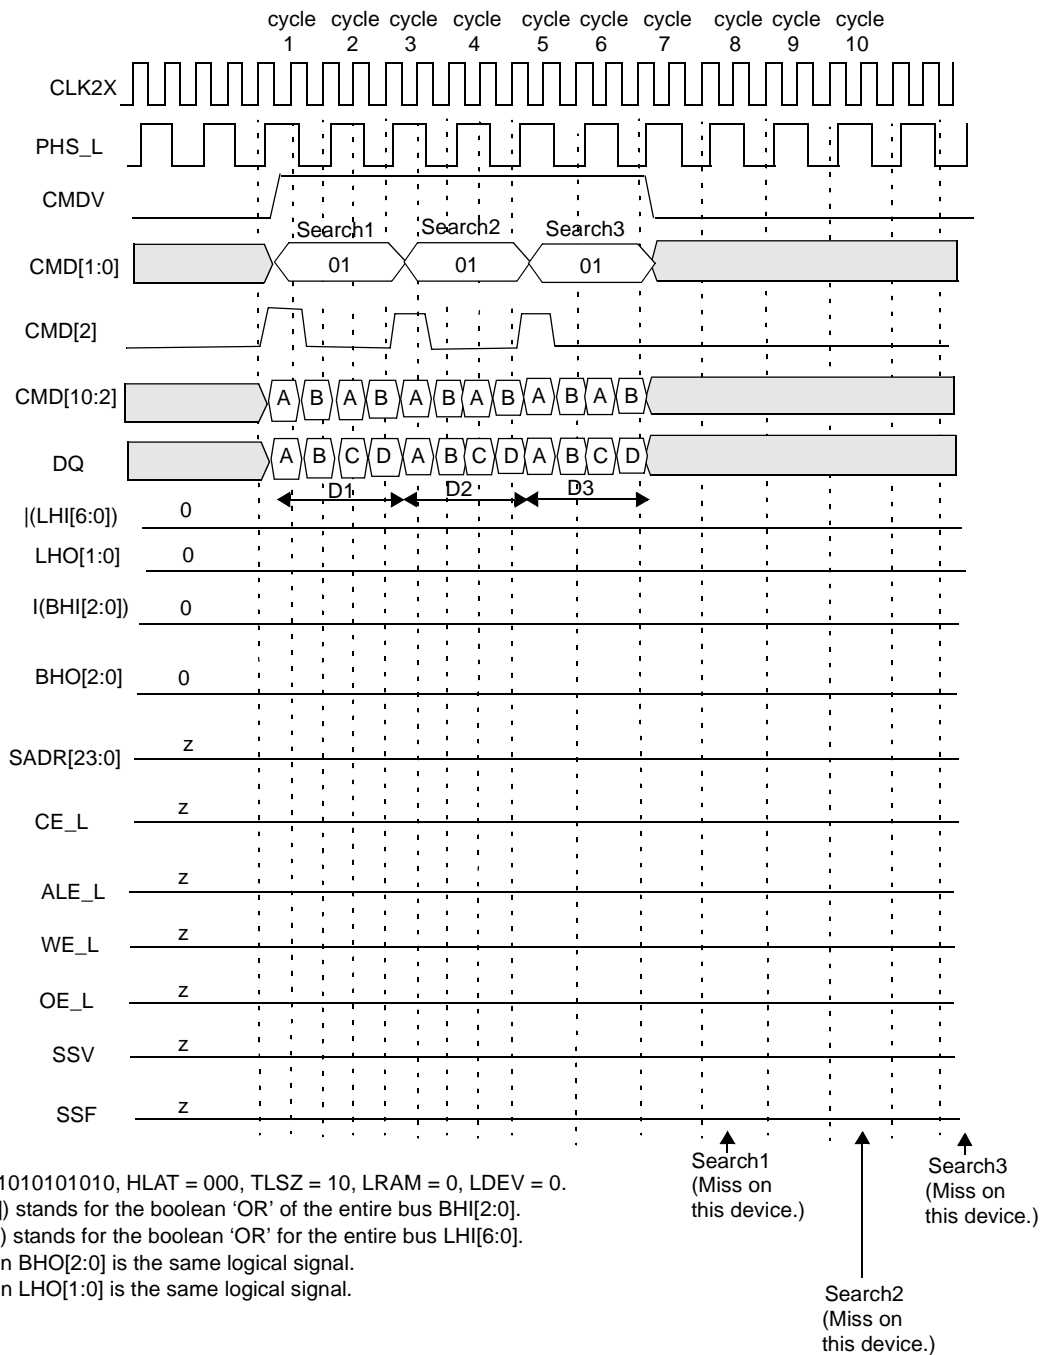 cycle cycle cycle cycle cycle cycle cycle cycle cycle cycle
1 2 3 4 5 6 7 8 9 10
CLK2X
PHS_L
CMDV
Search1 Search2 Search3
CMD[1:0] 01 01 01
CMD[2]
CMD[10:2] A B A B A B A B A B A B
DQ A B C D A B C D A B C D
D1 D2 D3
|(LHI[6:0]) 0
LHO[1:0] 0
I(BHI[2:0]) 0
BHO[2:0] 0
SADR[23:0] z
CE_L z
ALE_L z
WE_L z
OE_L z
SSV z
SSF z
Search1
(Miss on
this device.)
Search3
(Miss on
this device.)
1010101010, HLAT = 000, TLSZ = 10, LRAM = 0, LDEV = 0.
]) stands for the boolean ‘OR’ of the entire bus BHI[2:0].
) stands for the boolean ‘OR’ for the entire bus LHI[6:0].
n BHO[2:0] is the same logical signal.
n LHO[1:0] is the same logical signal.
Search2
(Miss on
this device.)